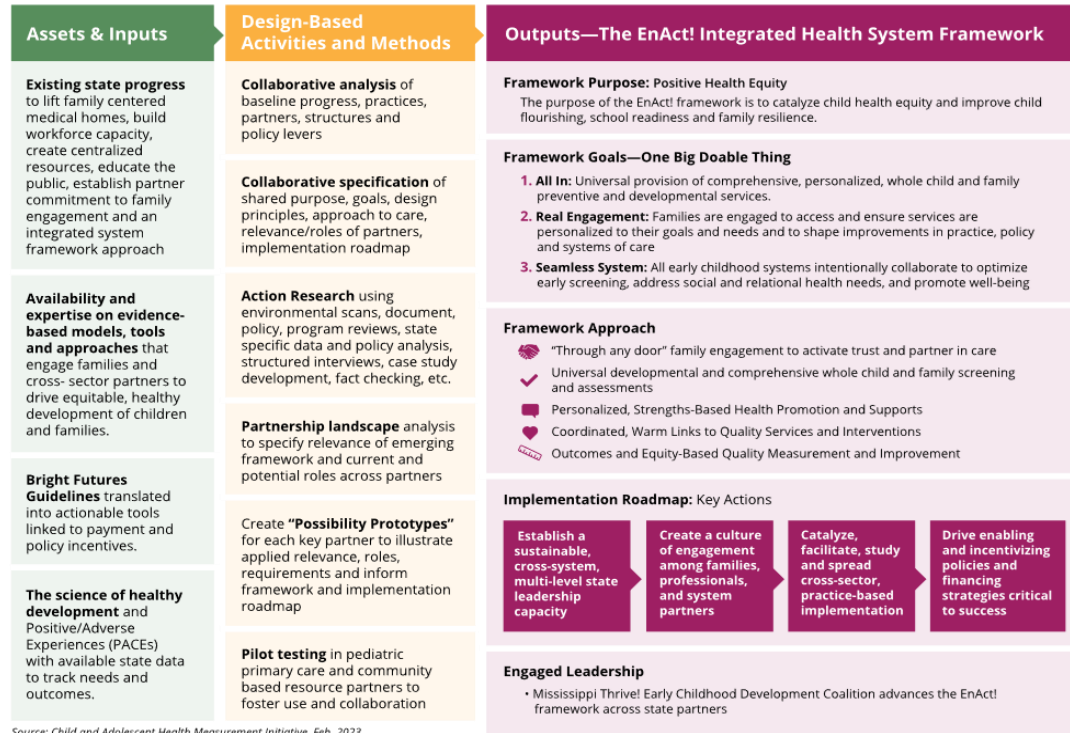 Assets & Inputs
Existing state progress
to lift family centered
medical homes, build
workforce capacity,
create centralized
resources, educate the
public, establish partner
commitment to family
engagement and an
integrated system
framework approach
Availability and
expertise on evidence-
based models, tools
and approaches that
engage families and
cross- sector partners to
drive equitable, healthy
development of children
and families.
Bright Futures
Guidelines translated
into actionable tools
linked to payment and
policy incentives.
The science of healthy
development and
Positive/Adverse
Experiences (PACEs)
with available state data
to track needs and
outcomes.
Design-Based
Activities and Methods
Collaborative analysis of
baseline progress, practices,
partners, structures and
policy levers
Collaborative specification of
shared purpose, goals, design
principles, approach to care,
relevance/roles of partners,
implementation roadmap
Action Research using
environmental scans, document,
policy, program reviews, state
specific data and policy analysis,
structured interviews, case study
development, fact checking, etc.
Partnership landscape analysis
to specify relevance of emerging
framework and current and
potential roles across partners
Create “Possibility Prototypes”
for each key partner to illustrate
applied relevance, roles,
requirements and inform
framework and implementation
roadmap
Pilot testing in pediatric
primary care and community
based resource partners to
foster use and collaboration
Outputs—The EnAct! Integrated Health System Framework
Framework Purpose: Positive Health Equity
The purpose of the EnAct! framework is to catalyze child health equity and improve child
flourishing, school readiness and family resilience.
Framework Goals—One Big Doable Thing
1. All In: Universal provision of comprehensive, personalized, whole child and family
preventive and developmental services.
2. Real Engagement: Families are engaged to access and ensure services are
personalized to their goals and needs and to shape improvements in practice, policy
and systems of care
3. Seamless System: All early childhood systems intentionally collaborate to optimize
early screening, address social and relational health needs, and promote well-being
Framework Approach
“Through any door” family engagement to activate trust and partner in care
Universal developmental and comprehensive whole child and family screening
and assessments
Personalized, Strengths-Based Health Promotion and Supports
Coordinated, Warm Links to Quality Services and Interventions
Outcomes and Equity-Based Quality Measurement and Improvement
Implementation Roadmap: Key Actions
Establish a
sustainable,
cross-system,
multi-level state
leadership
capacity
Create a culture
of engagement
among families,
professionals,
and system
partners
Catalyze,
facilitate, study
and spread
cross-sector,
practice-based
implementation
Drive enabling
and incentivizing
policies and
financing
strategies critical
to success
Engaged Leadership
• Mississippi Thrive! Early Childhood Development Coalition advances the EnAct!
framework across state partners
Source: Child and Adolescent Health Measurement Initiative, Feb. 2023